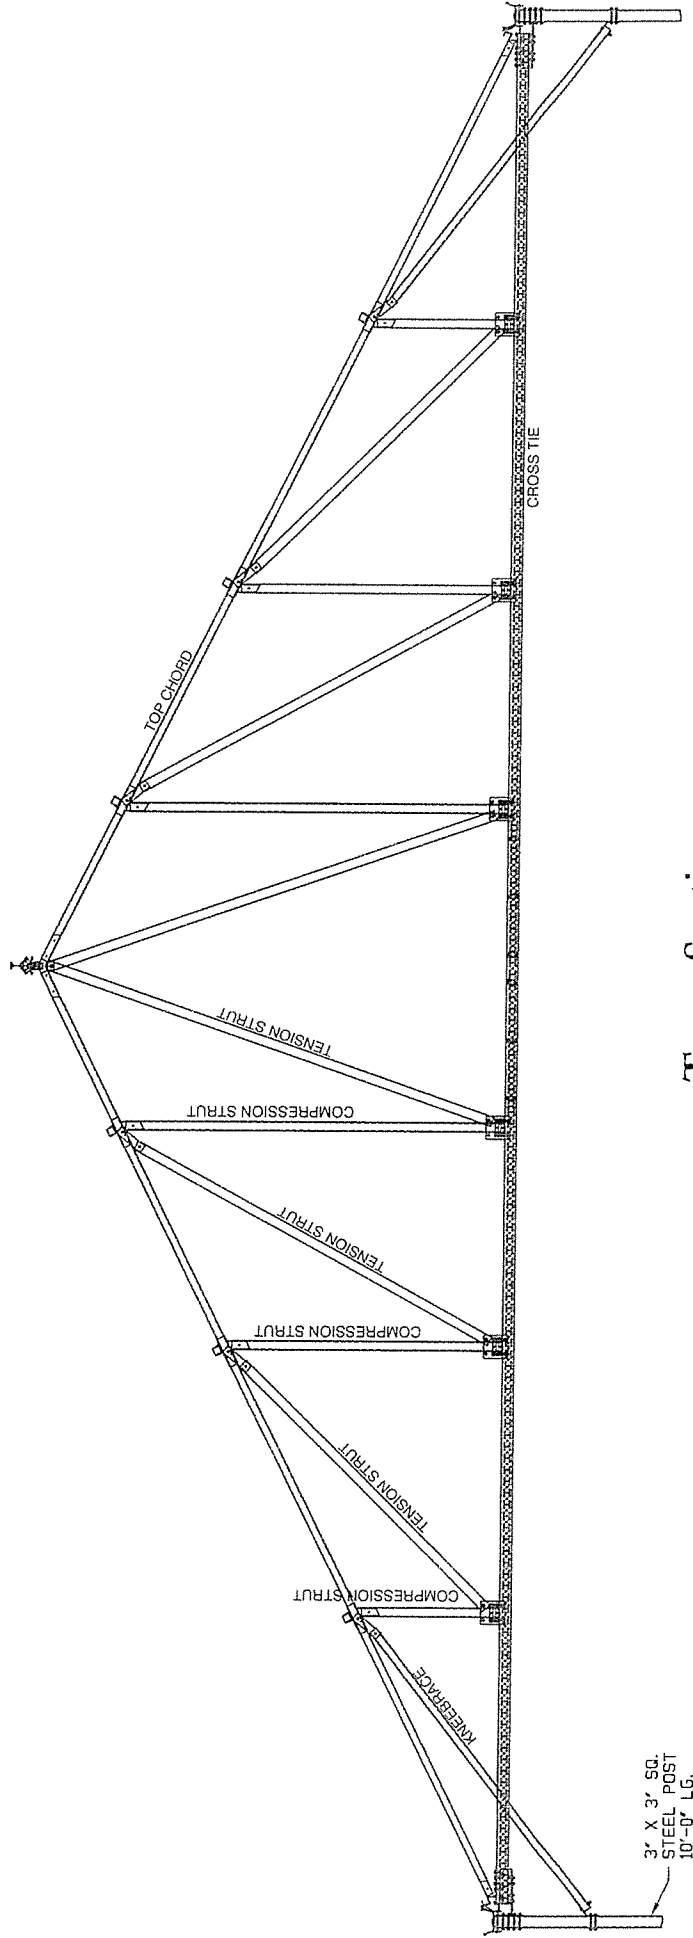 TOP CHORD
CROSS TIE
TENSION STRUT
COMPRESSION STRUT
TENSION STRUT
COMPRESSION STRUT
TENSION STRUT
COMPRESSION STRUT
KNEEBRACE
3" X 3" SQ.
STEEL POST
10'-0" LG.